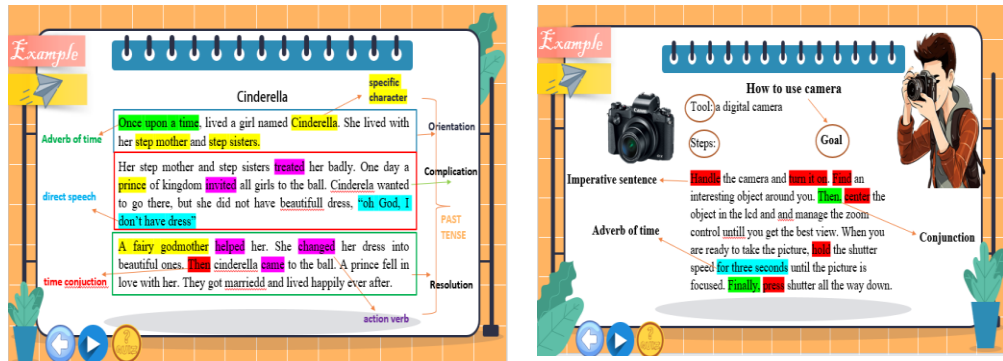 Example
Cinderella
specific
character
Once upon a time, lived a girl named Cinderella. She lived with
her step mother and step sisters.
Adverb of time
Orientation
Her step mother and step sisters treated her badly. One day a
prince of kingdom invited all girls to the ball. Cinderela wanted
to go there, but she did not have beautifull dress, “oh God, I
don’t have dress”
direct speech
Complication
PAST
TENSE
A fairy godmother helped her. She changed her dress into
beautiful ones. Then cinderella came to the ball. A prince fell in
love with her. They got marriedd and lived happily ever after.
time conjuction
Resolution
action verb
Example
How to use camera
Tool: a digital camera
Goal
Steps:
Imperative sentence
Handle the camera and turn it on. Find an
interesting object around you. Then, center the
object in the lcd and and manage the zoom
control untill you get the best view. When you
are ready to take the picture, hold the shutter
speed for three seconds until the picture is
focused. Finally, press shutter all the way down.
Adverb of time
Conjunction